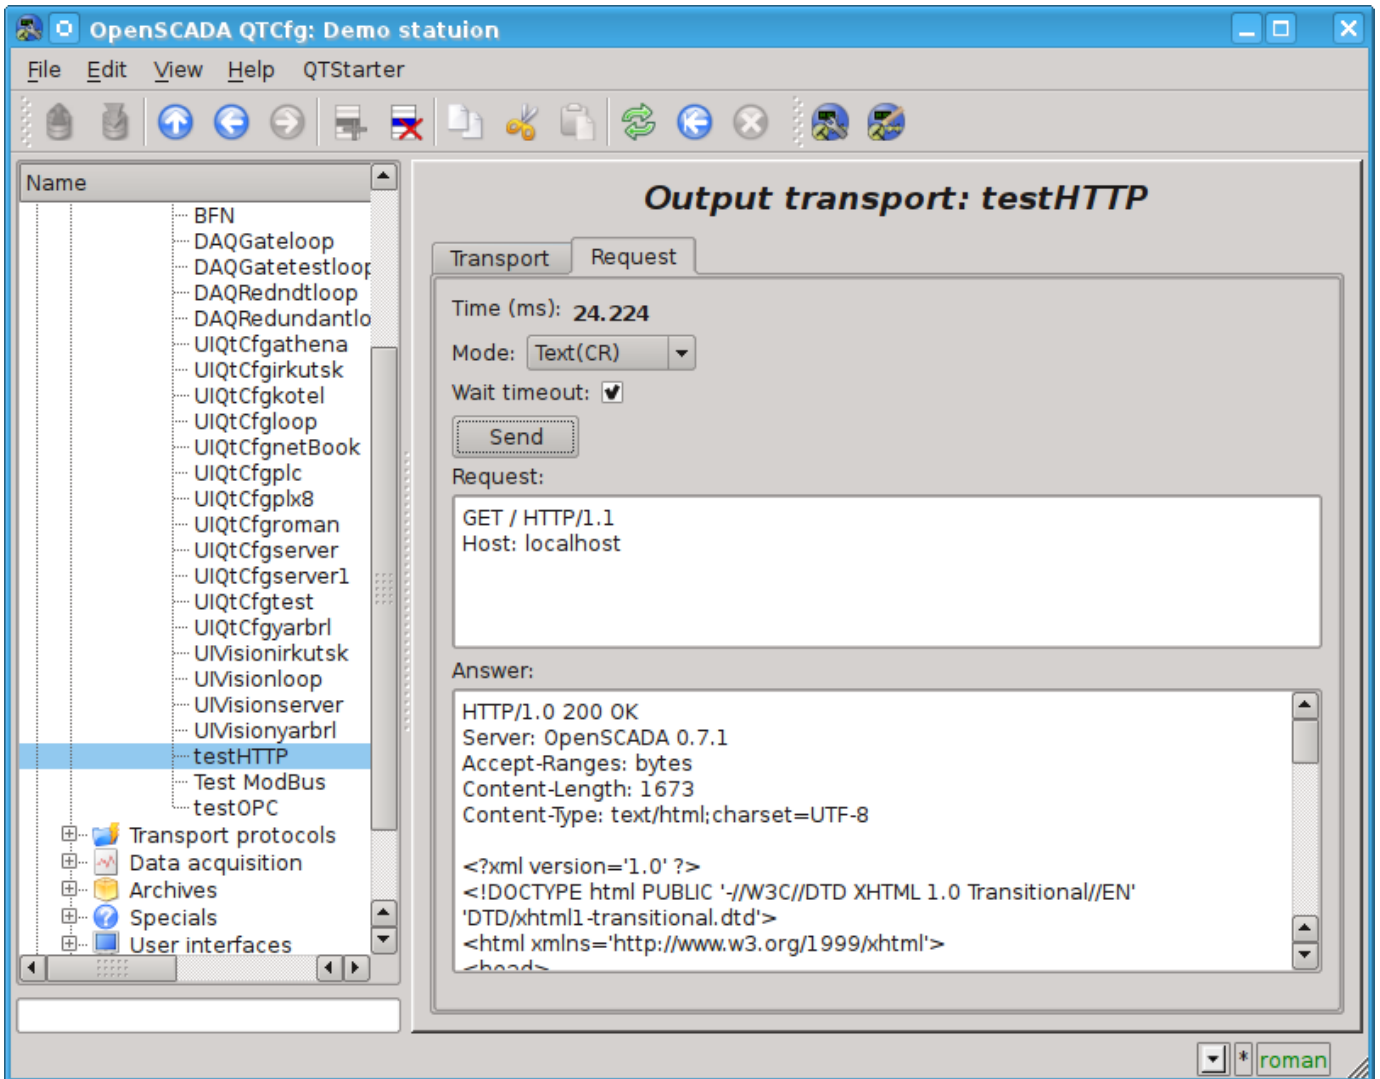 OpenSCADA QTCfg: Demo statuion
File Edit View Help QTStarter
Name
BFN
DAQGateloop
DAQGatetestloop
DAQRedndtloop
DAQRedundantlo
UIQtCfgathena
UIQtCfgirkutsk
UIQtCfgkotel
UIQtCfgloop
UIQtCfgnetBook
UIQtCfgplc
UIQtCfgplx8
UIQtCfgroman
UIQtCfgserver
UIQtCfgserver1
UIQtCfgtest
UIQtCfgyarbrl
UIVisionirkutsk
UIVisionloop
UIVisionserver
UIVisionyarbrl
testHTTP
Test ModBus
testOPC
Transport protocols
Data acquisition
Archives
Specials
User interfaces
Output transport: testHTTP
Transport Request
Time (ms): 24.224
Mode: Text(CR)
Wait timeout:
Send
Request:
GET / HTTP/1.1
Host: localhost
Answer:
HTTP/1.0 200 OK
Server: OpenSCADA 0.7.1
Accept-Ranges: bytes
Content-Length: 1673
Content-Type: text/html;charset=UTF-8
<?xml version='1.0' ?>
<!DOCTYPE html PUBLIC '-//W3C//DTD XHTML 1.0 Transitional//EN'
'DTD/xhtml1-transitional.dtd'>
<html xmlns='http://www.w3.org/1999/xhtml'>
<head>
* roman